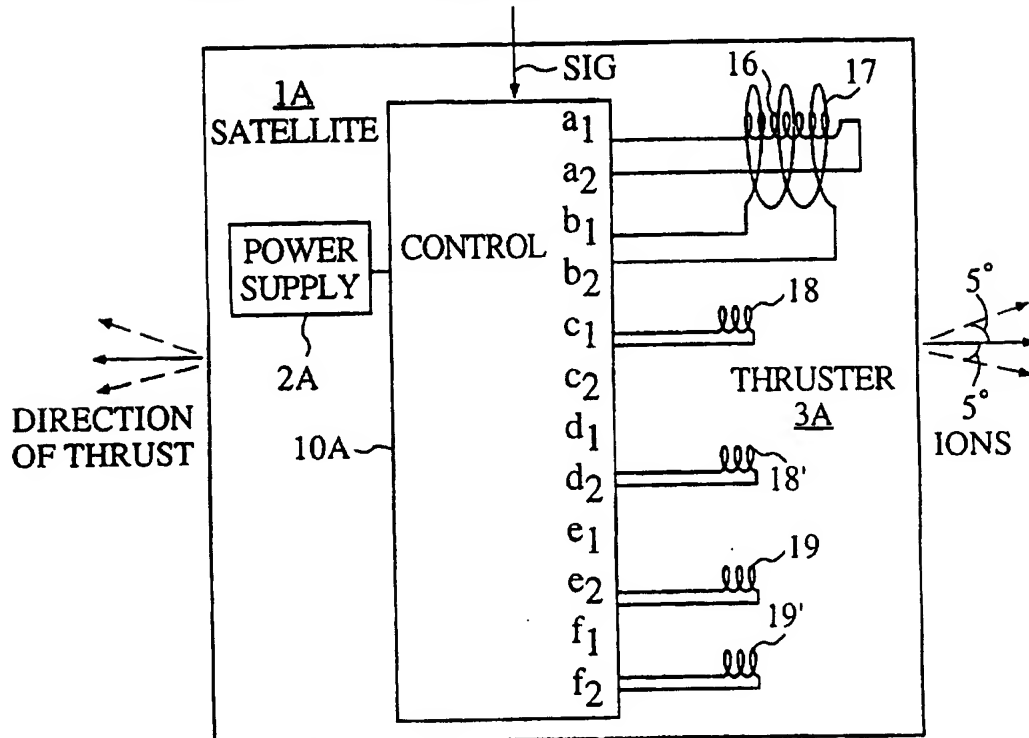 SIG
16
17
1A
SATELLITE
a1
a2
b1
b2
POWER
SUPPLY
CONTROL
2A
c1
18
5°
c2
THRUSTER
3A
5°
DIRECTION
OF THRUST
IONS
10A
d1
d2
18'
e1
e2
19
f1
f2
19'